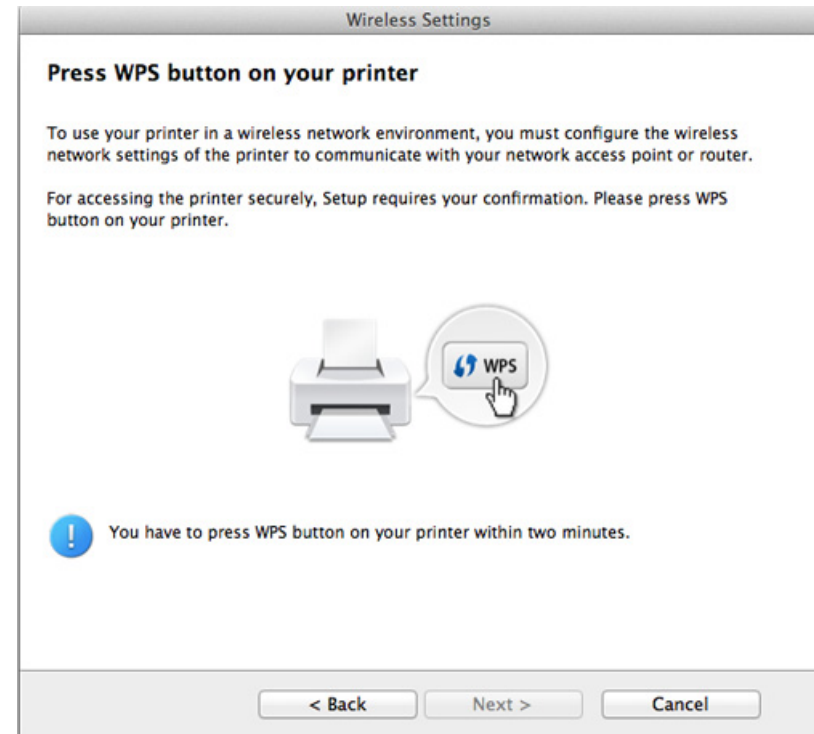 Wireless Settings
Press WPS button on your printer
To use your printer in a wireless network environment, you must configure the wireless
network settings of the printer to communicate with your network access point or router.
For accessing the printer securely, Setup requires your confirmation. Please press WPS
button on your printer.
WPS
You have to press WPS button on your printer within two minutes.
< Back
Next >
Cancel